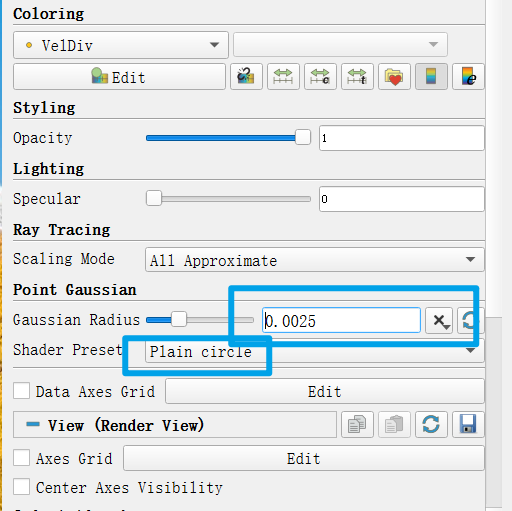 Coloring
VelDiv
Edit
Styling
Opacity 1
Lighting
Specular 0
Ray Tracing
Scaling Mode All Approximate
Point Gaussian
Gaussian Radius 0.0025
Shader Preset Plain circle
Data Axes Grid Edit
View (Render View)
Axes Grid Edit
Center Axes Visibility